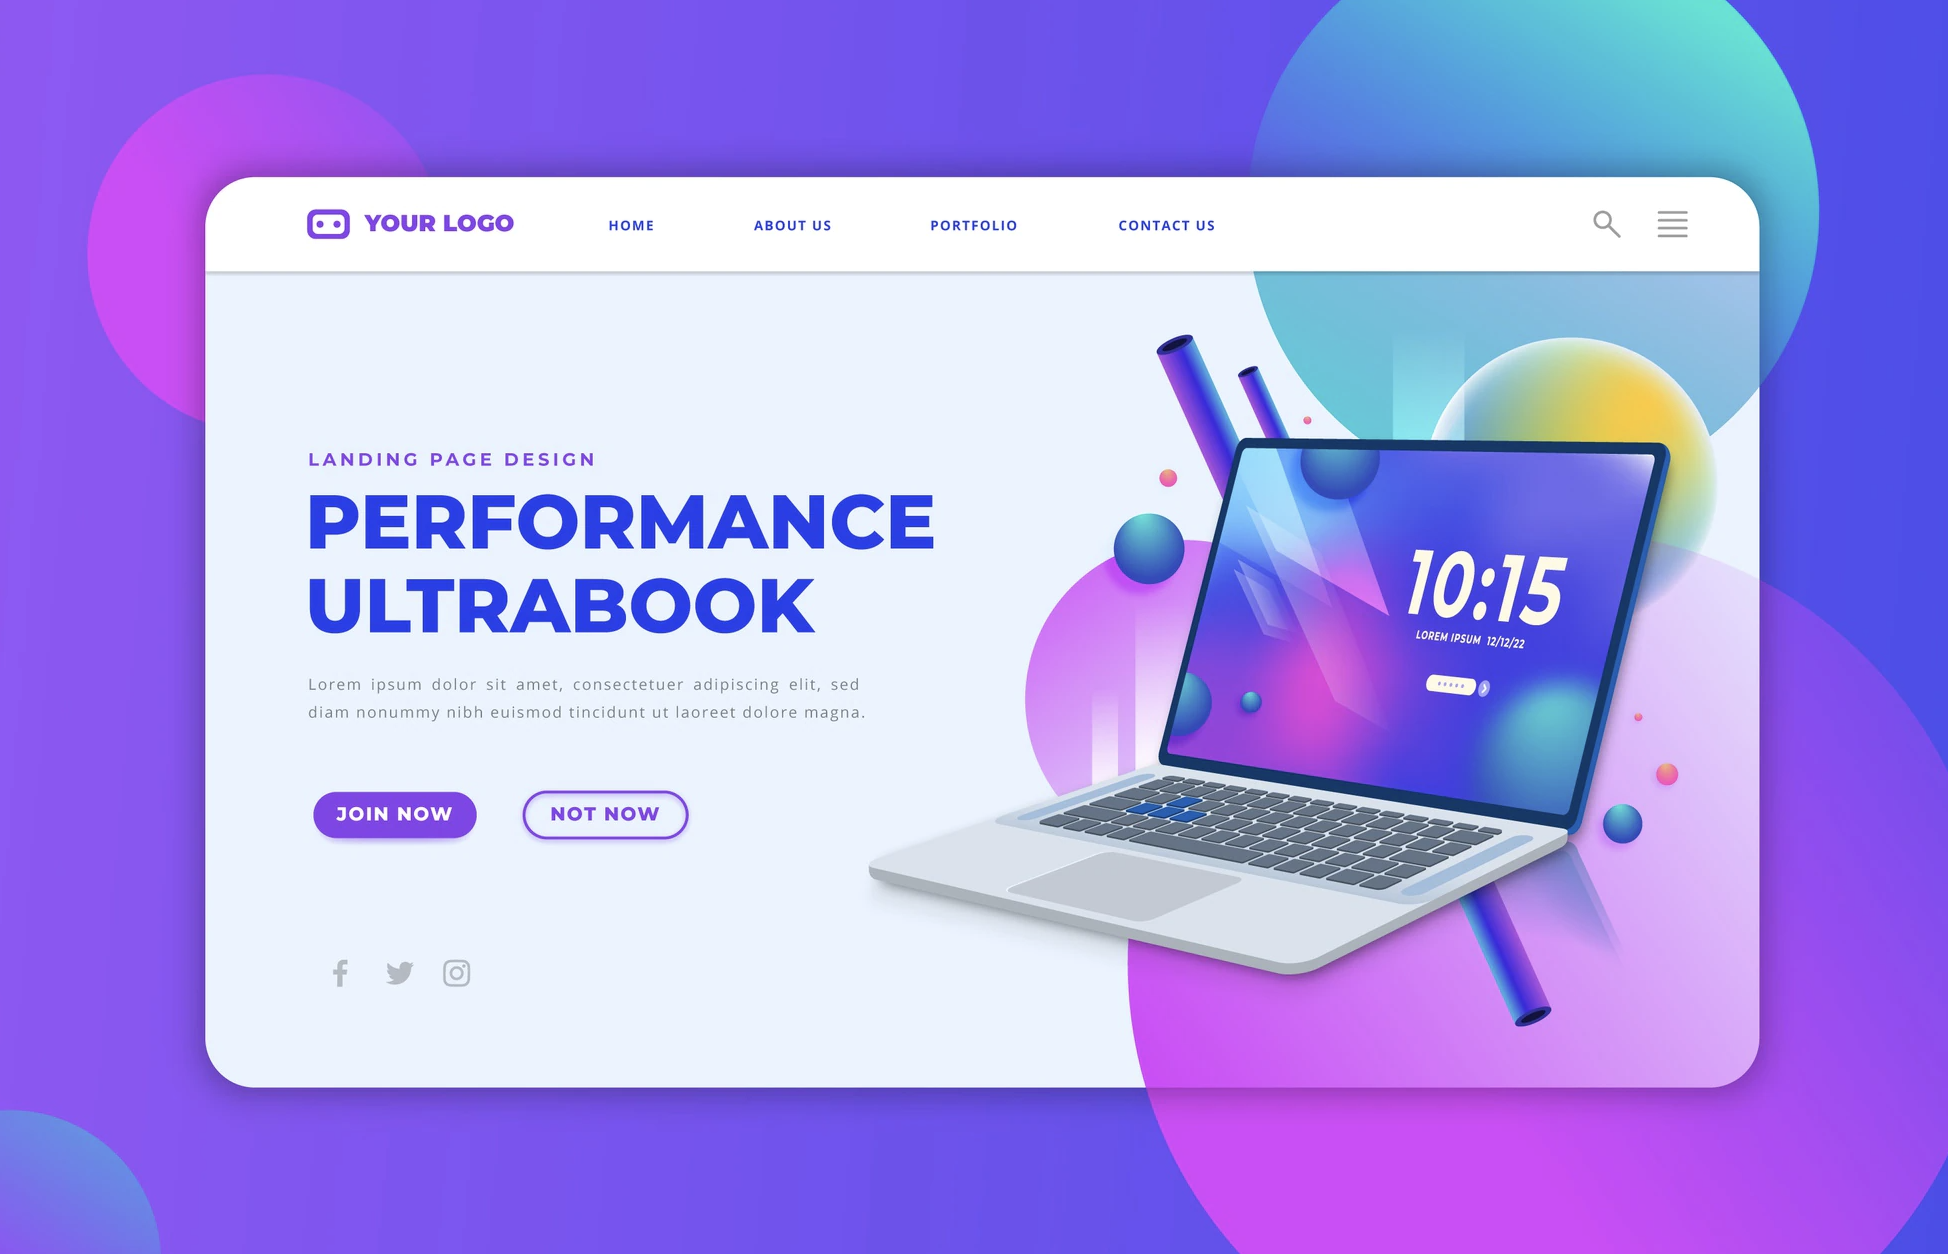 YOUR LOGO
HOME
ABOUT US
PORTFOLIO
CONTACT US
LANDING PAGE DESIGN
PERFORMANCE
ULTRABOOK
Lorem ipsum dolor sit amet, consectetuer adipiscing elit, sed
diam nonummy nibh euismod tincidunt ut laoreet dolore magna.
JOIN NOW
NOT NOW
10:15
LOREM IPSUM 12/12/22